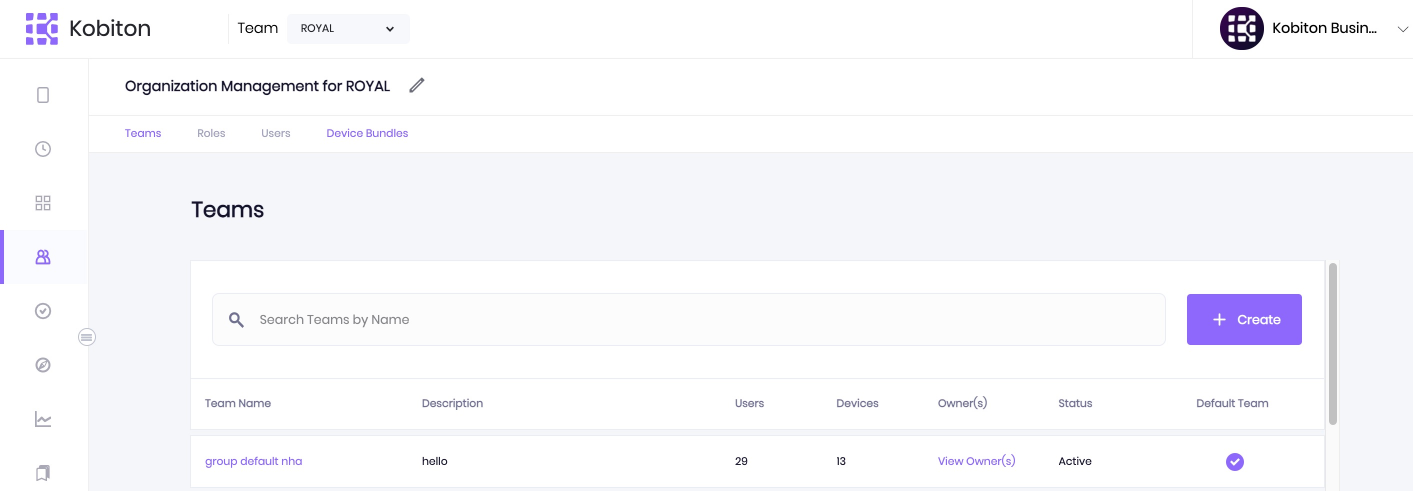 Kobiton Team ROYAL Kobiton Busin...
Organization Management for ROYAL
Teams Roles Users Device Bundles
Teams
Search Teams by Name + Create
Team Name Description Users Devices Owner(s) Status Default Team
group default nha hello 29 13 View Owner(s) Active